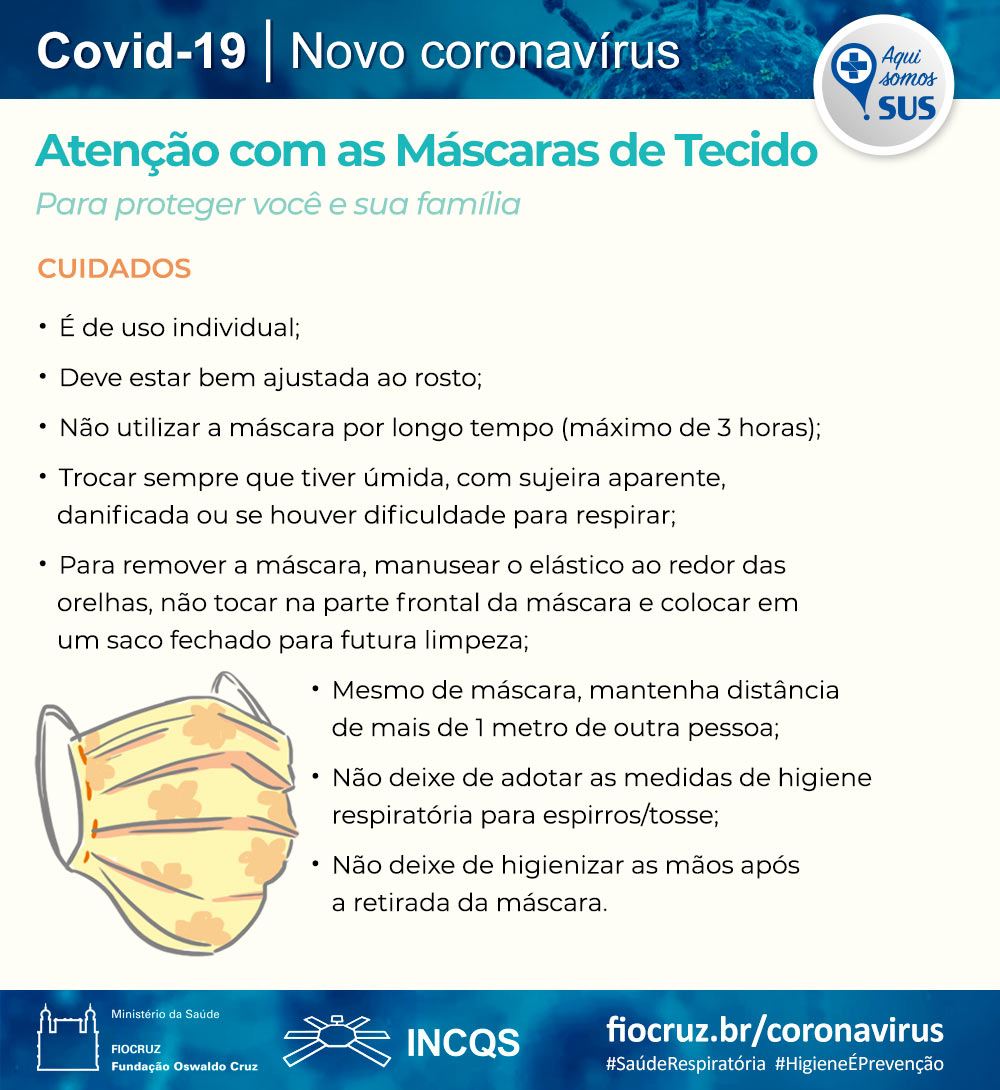 Covid-19 | Novo coronavírus
Aqui
somos
SUS
Atenção com as Máscaras de Tecido
Para proteger você e sua família
CUIDADOS
• É de uso individual;
• Deve estar bem ajustada ao rosto;
• Não utilizar a máscara por longo tempo (máximo de 3 horas);
• Trocar sempre que tiver úmida, com sujeira aparente,
danificada ou se houver dificuldade para respirar;
• Para remover a máscara, manusear o elástico ao redor das
orelhas, não tocar na parte frontal da máscara e colocar em
um saco fechado para futura limpeza;
• Mesmo de máscara, mantenha distância
de mais de 1 metro de outra pessoa;
• Não deixe de adotar as medidas de higiene
respiratória para espirros/tosse;
• Não deixe de higienizar as mãos após
a retirada da máscara.
Ministério da Saúde
FIOCRUZ
Fundação Oswaldo Cruz
INCQS
fiocruz.br/coronavirus
#SaúdeRespiratória #HigieneÉPrevenção